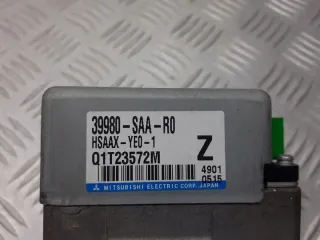 39980-SAA-R0
HSAAX-YE0-1
Q1T23572M
Z
4901
0515
MITSUBISHI ELECTRIC CORP. JAPAN